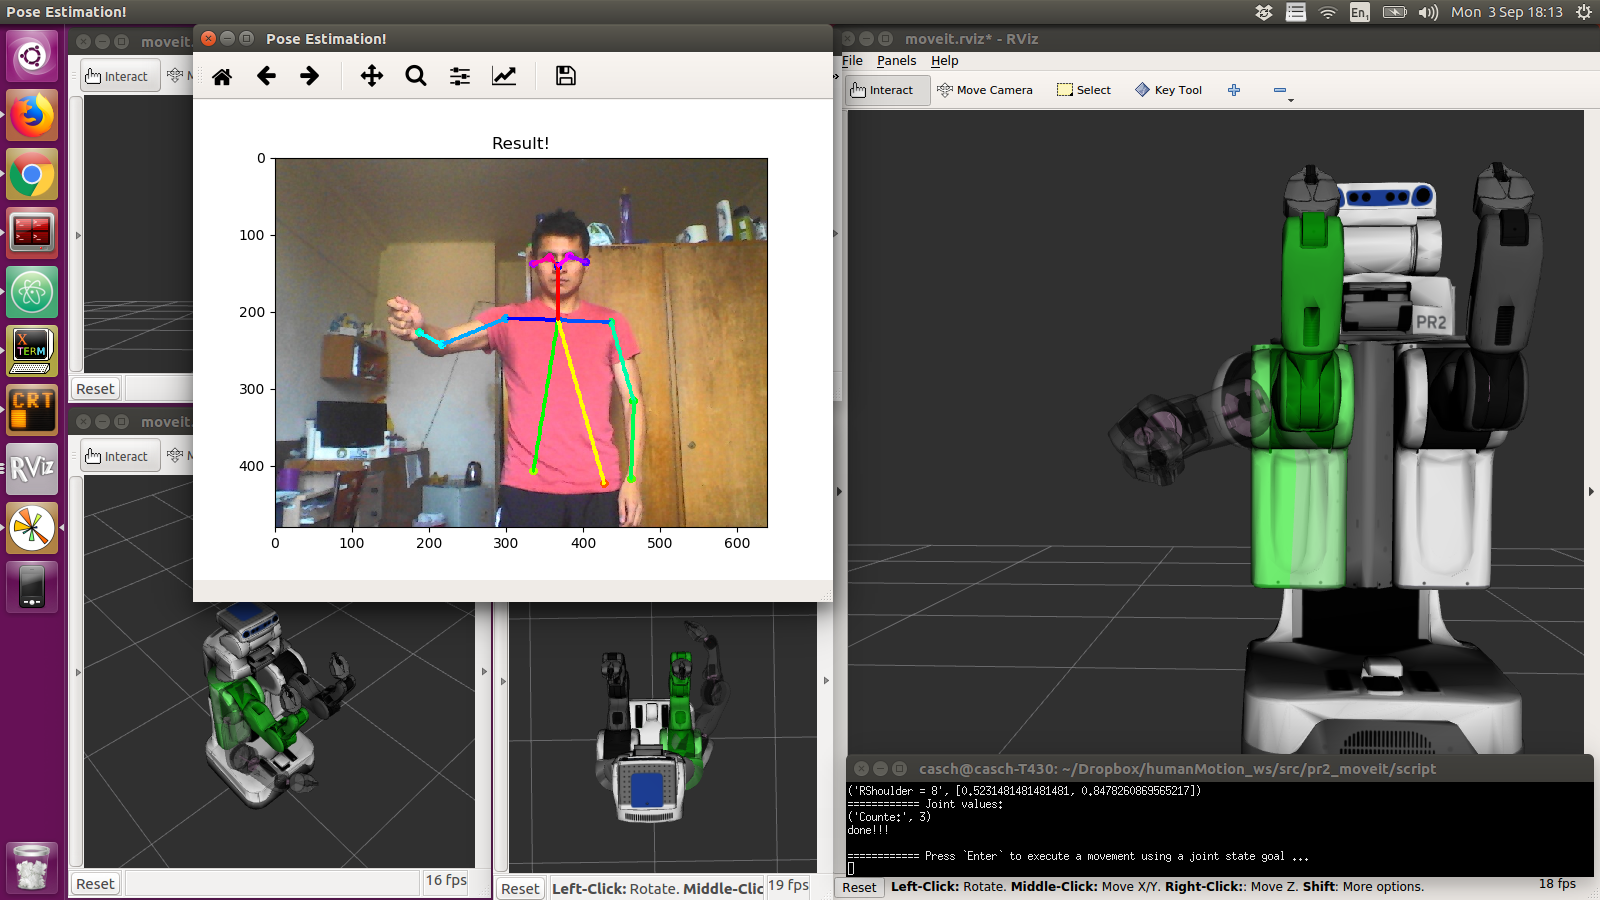 Pose Estimation!
En1
Mon 3 Sep 18:13
moveit.
Pose Estimation!
moveit.rviz* - RViz
File Panels Help
Interact
Interact Move Camera Select Key Tool
Result!
0
100
200
300
400
0 100 200 300 400 500 600
PR2
X
TERM
CRT
RViz
Reset
moveit.
Interact
casch@casch-T430: ~/Dropbox/humanMotion_ws/src/pr2_moveit/script
('RShoulder = 8', [0.5231481481481481, 0.8478260869565217])
============ Joint values:
('Counte:', 3)
done!!!
============ Press `Enter` to execute a movement using a joint state goal ...
Reset
16 fps
Reset
Left-Click: Rotate. Middle-Clic
19 fps
Reset
Left-Click: Rotate. Middle-Click: Move X/Y. Right-Click:: Move Z. Shift: More options.
18 fps